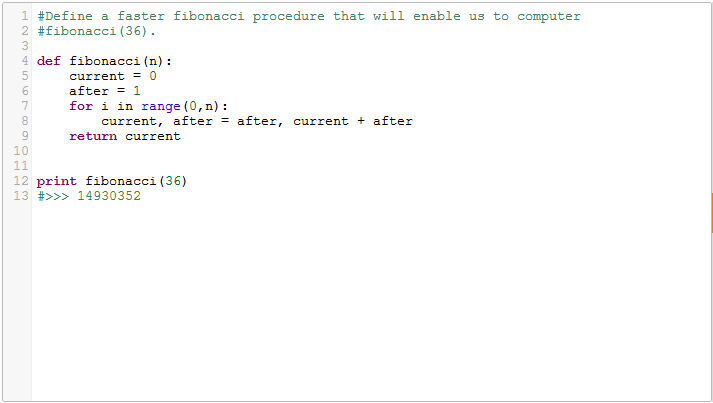 1 #Define a faster fibonacci procedure that will enable us to computer
2 #fibonacci(36).
3
4 def fibonacci(n):
5     current = 0
6     after = 1
7     for i in range(0,n):
8         current, after = after, current + after
9     return current
10
11
12 print fibonacci(36)
13 #>>> 14930352